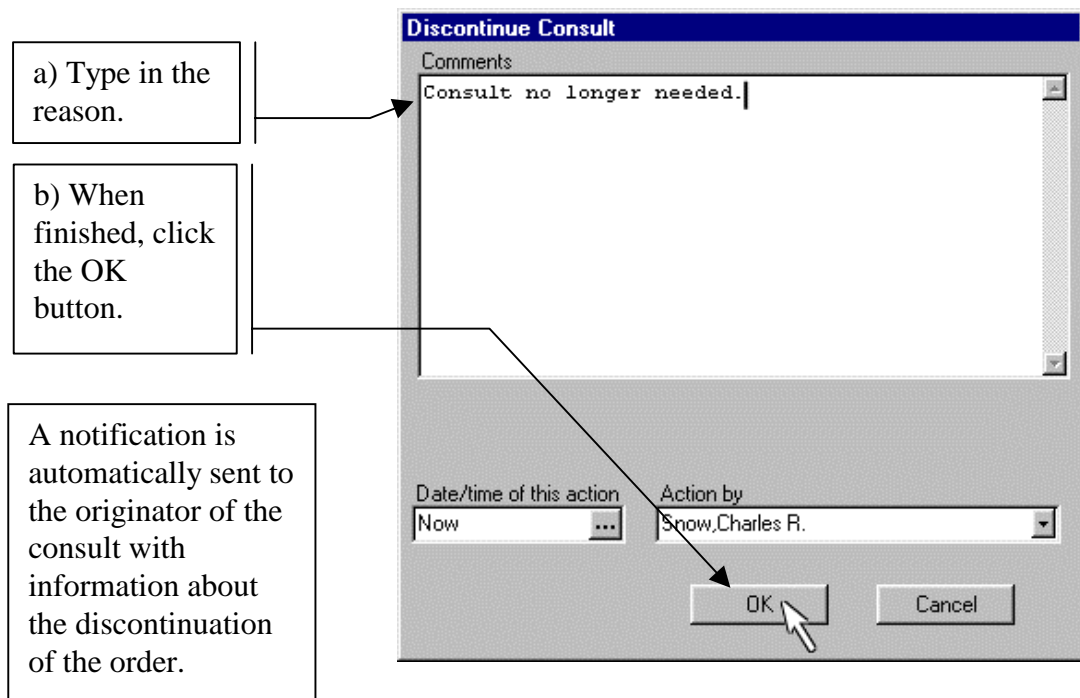 a) Type in the
reason.
b) When
finished, click
the OK
button.
A notification is
automatically sent to
the originator of the
consult with
information about
the discontinuation
of the order.
Discontinue Consult
Comments
Consult no longer needed.
Date/time of this action
Action by
Now
...
Snow,Charles R.
OK
Cancel